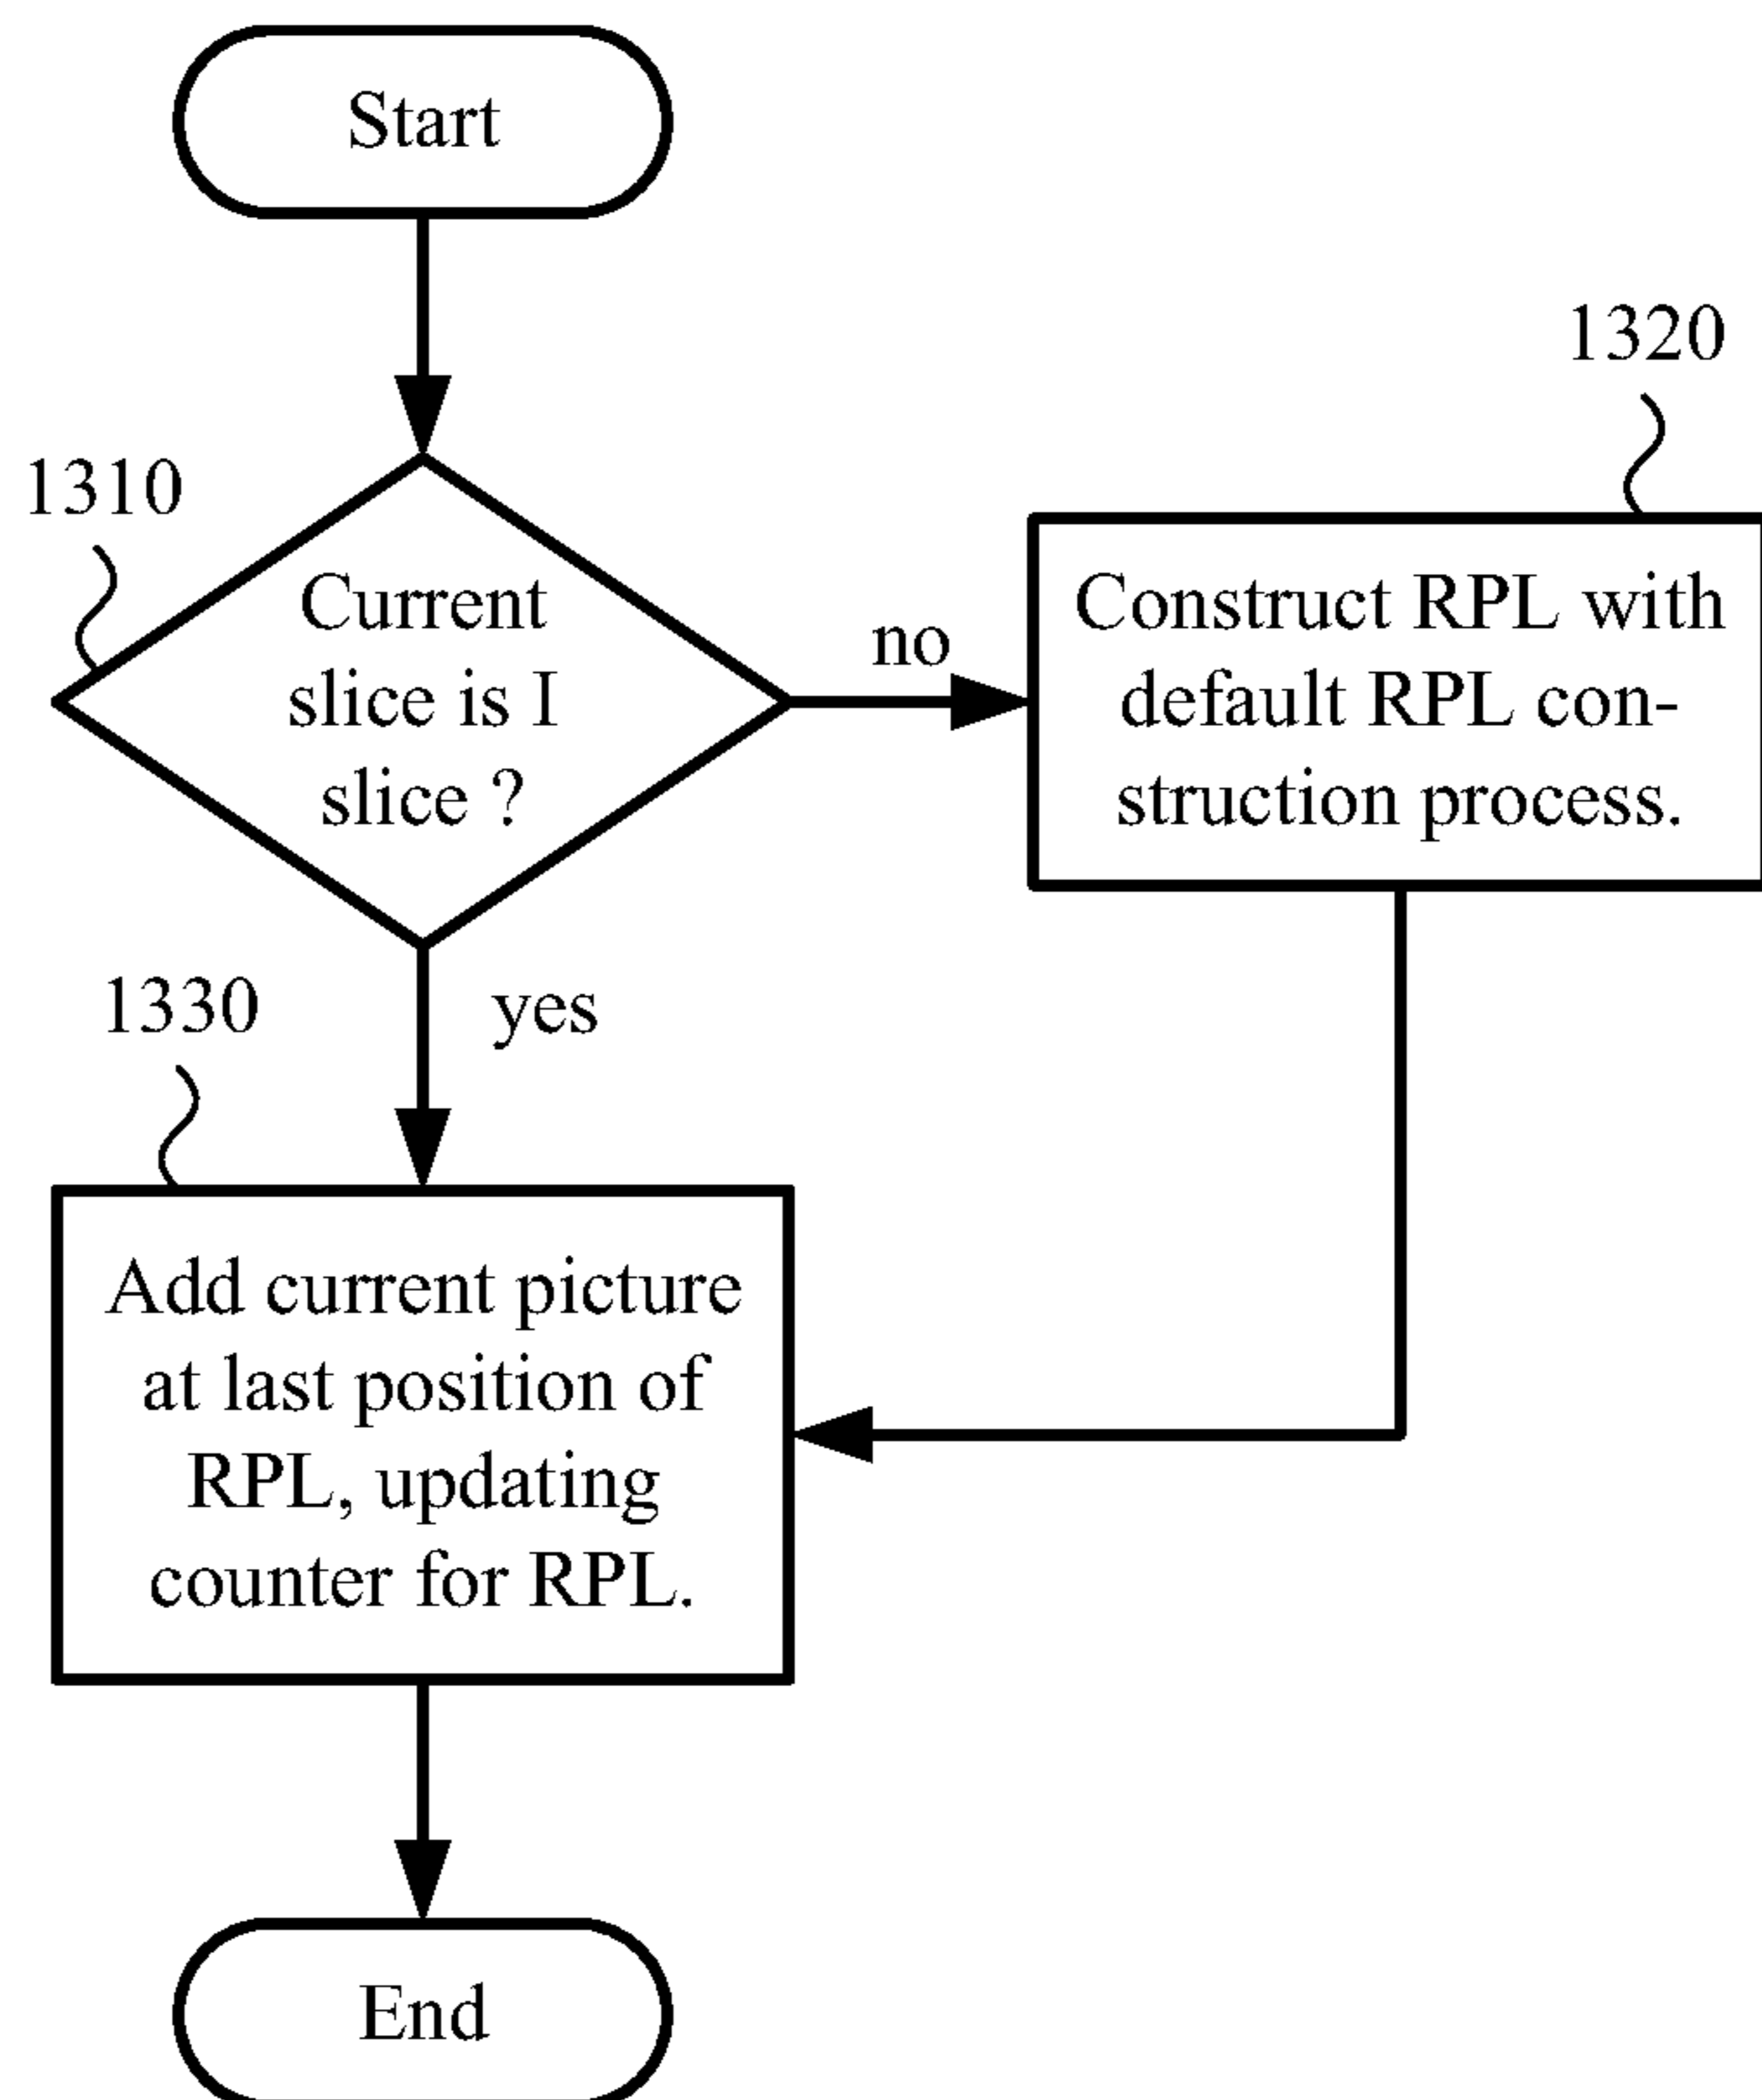 Start
1320
1310
Current
slice is I
slice ?
no
Construct RPL with
default RPL con-
struction process.
1330
yes
Add current picture
at last position of
RPL, updating
counter for RPL.
End